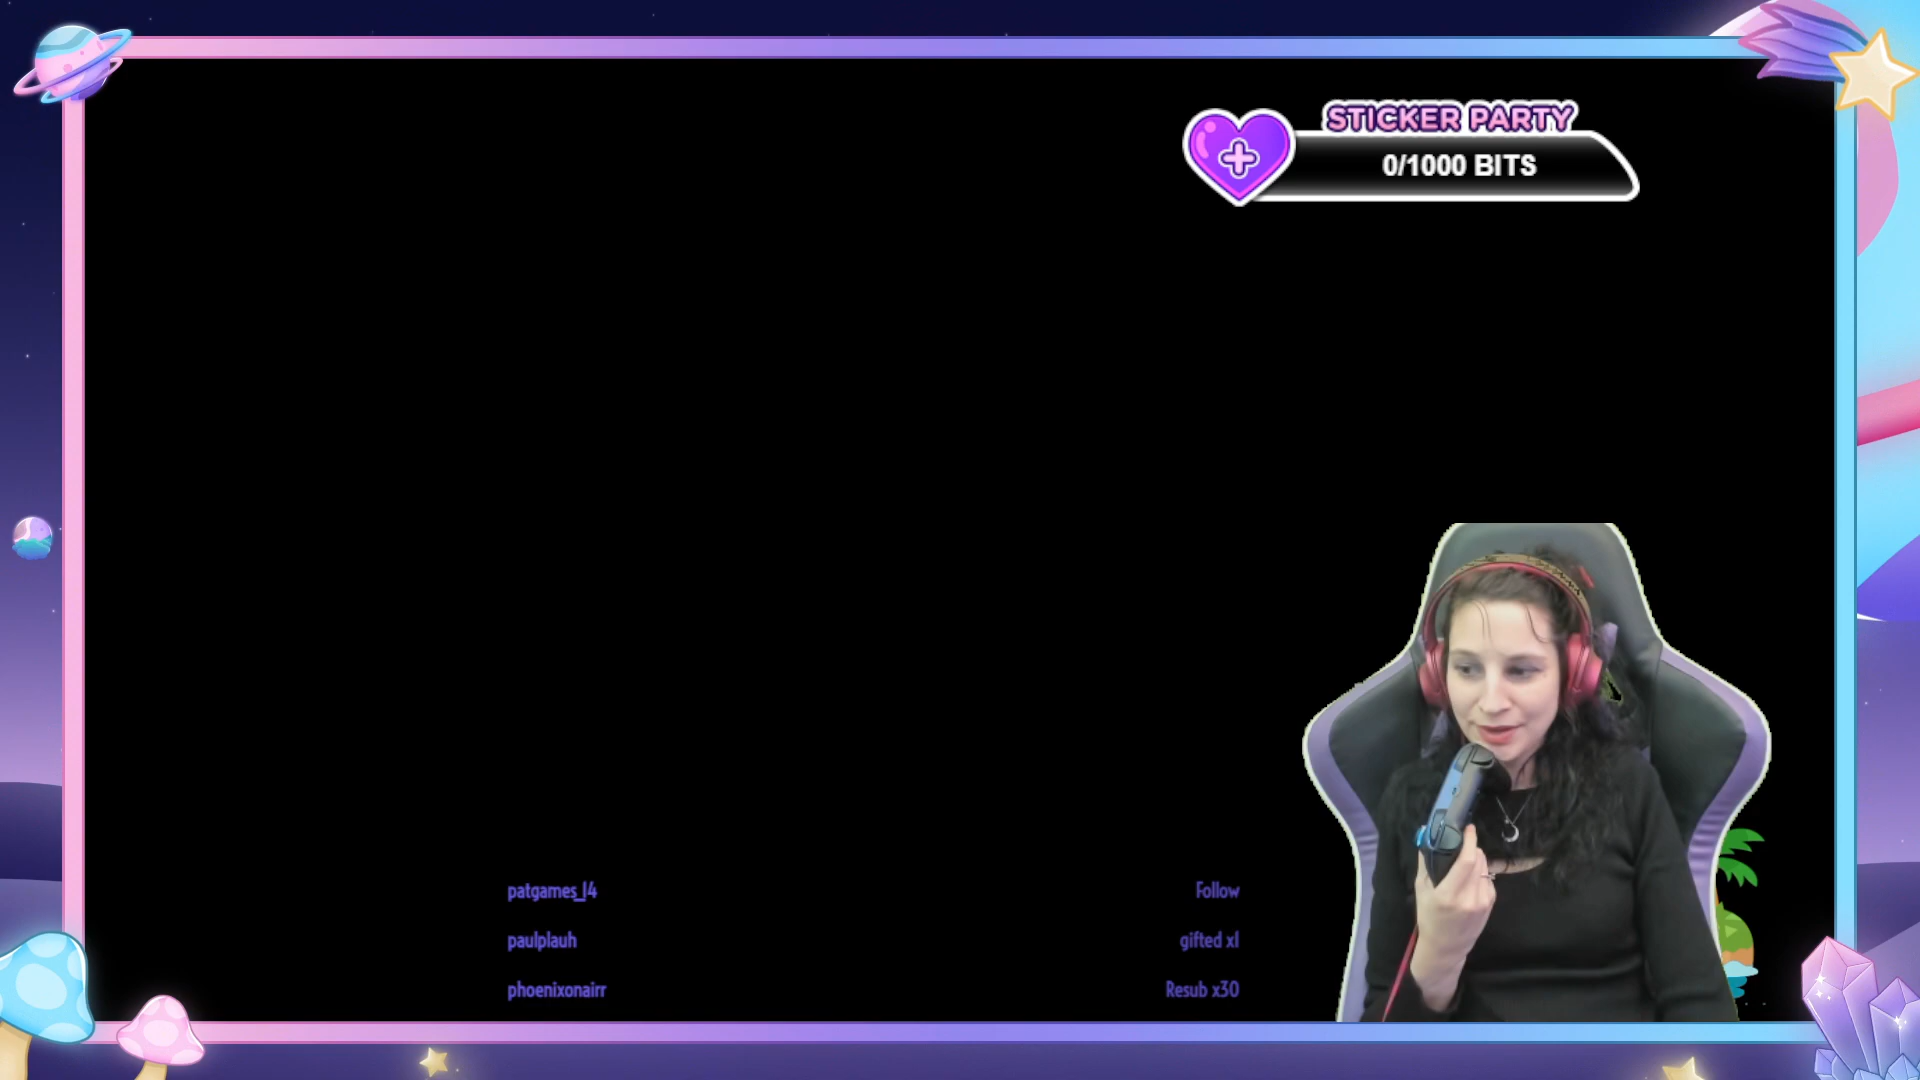 STICKER PARTY
0/1000 BITS
patgames_14 Follow
paulplauh gifted x1
phoenixonairr Resub x30